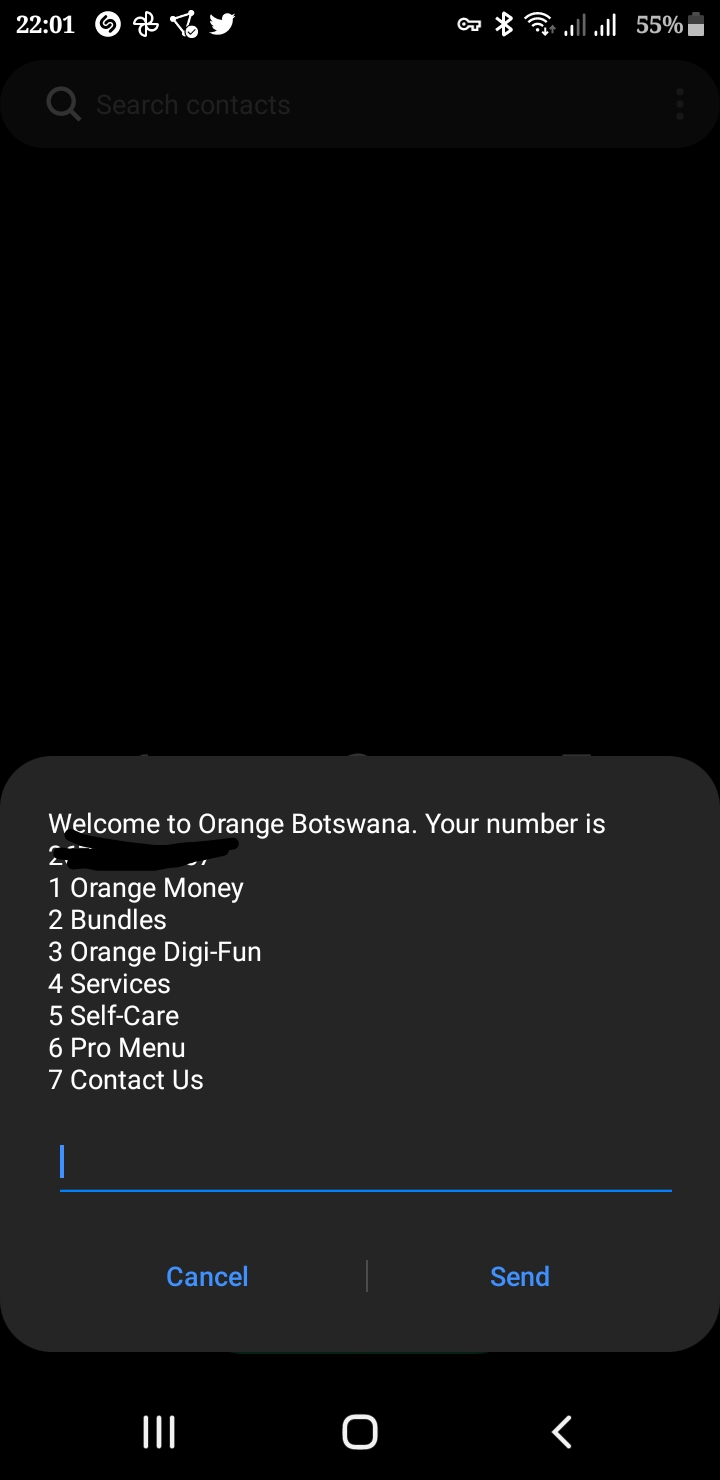 22:01
55%
Search contacts
Welcome to Orange Botswana. Your number is
1 Orange Money
2 Bundles
3 Orange Digi-Fun
4 Services
5 Self-Care
6 Pro Menu
7 Contact Us
Cancel
Send